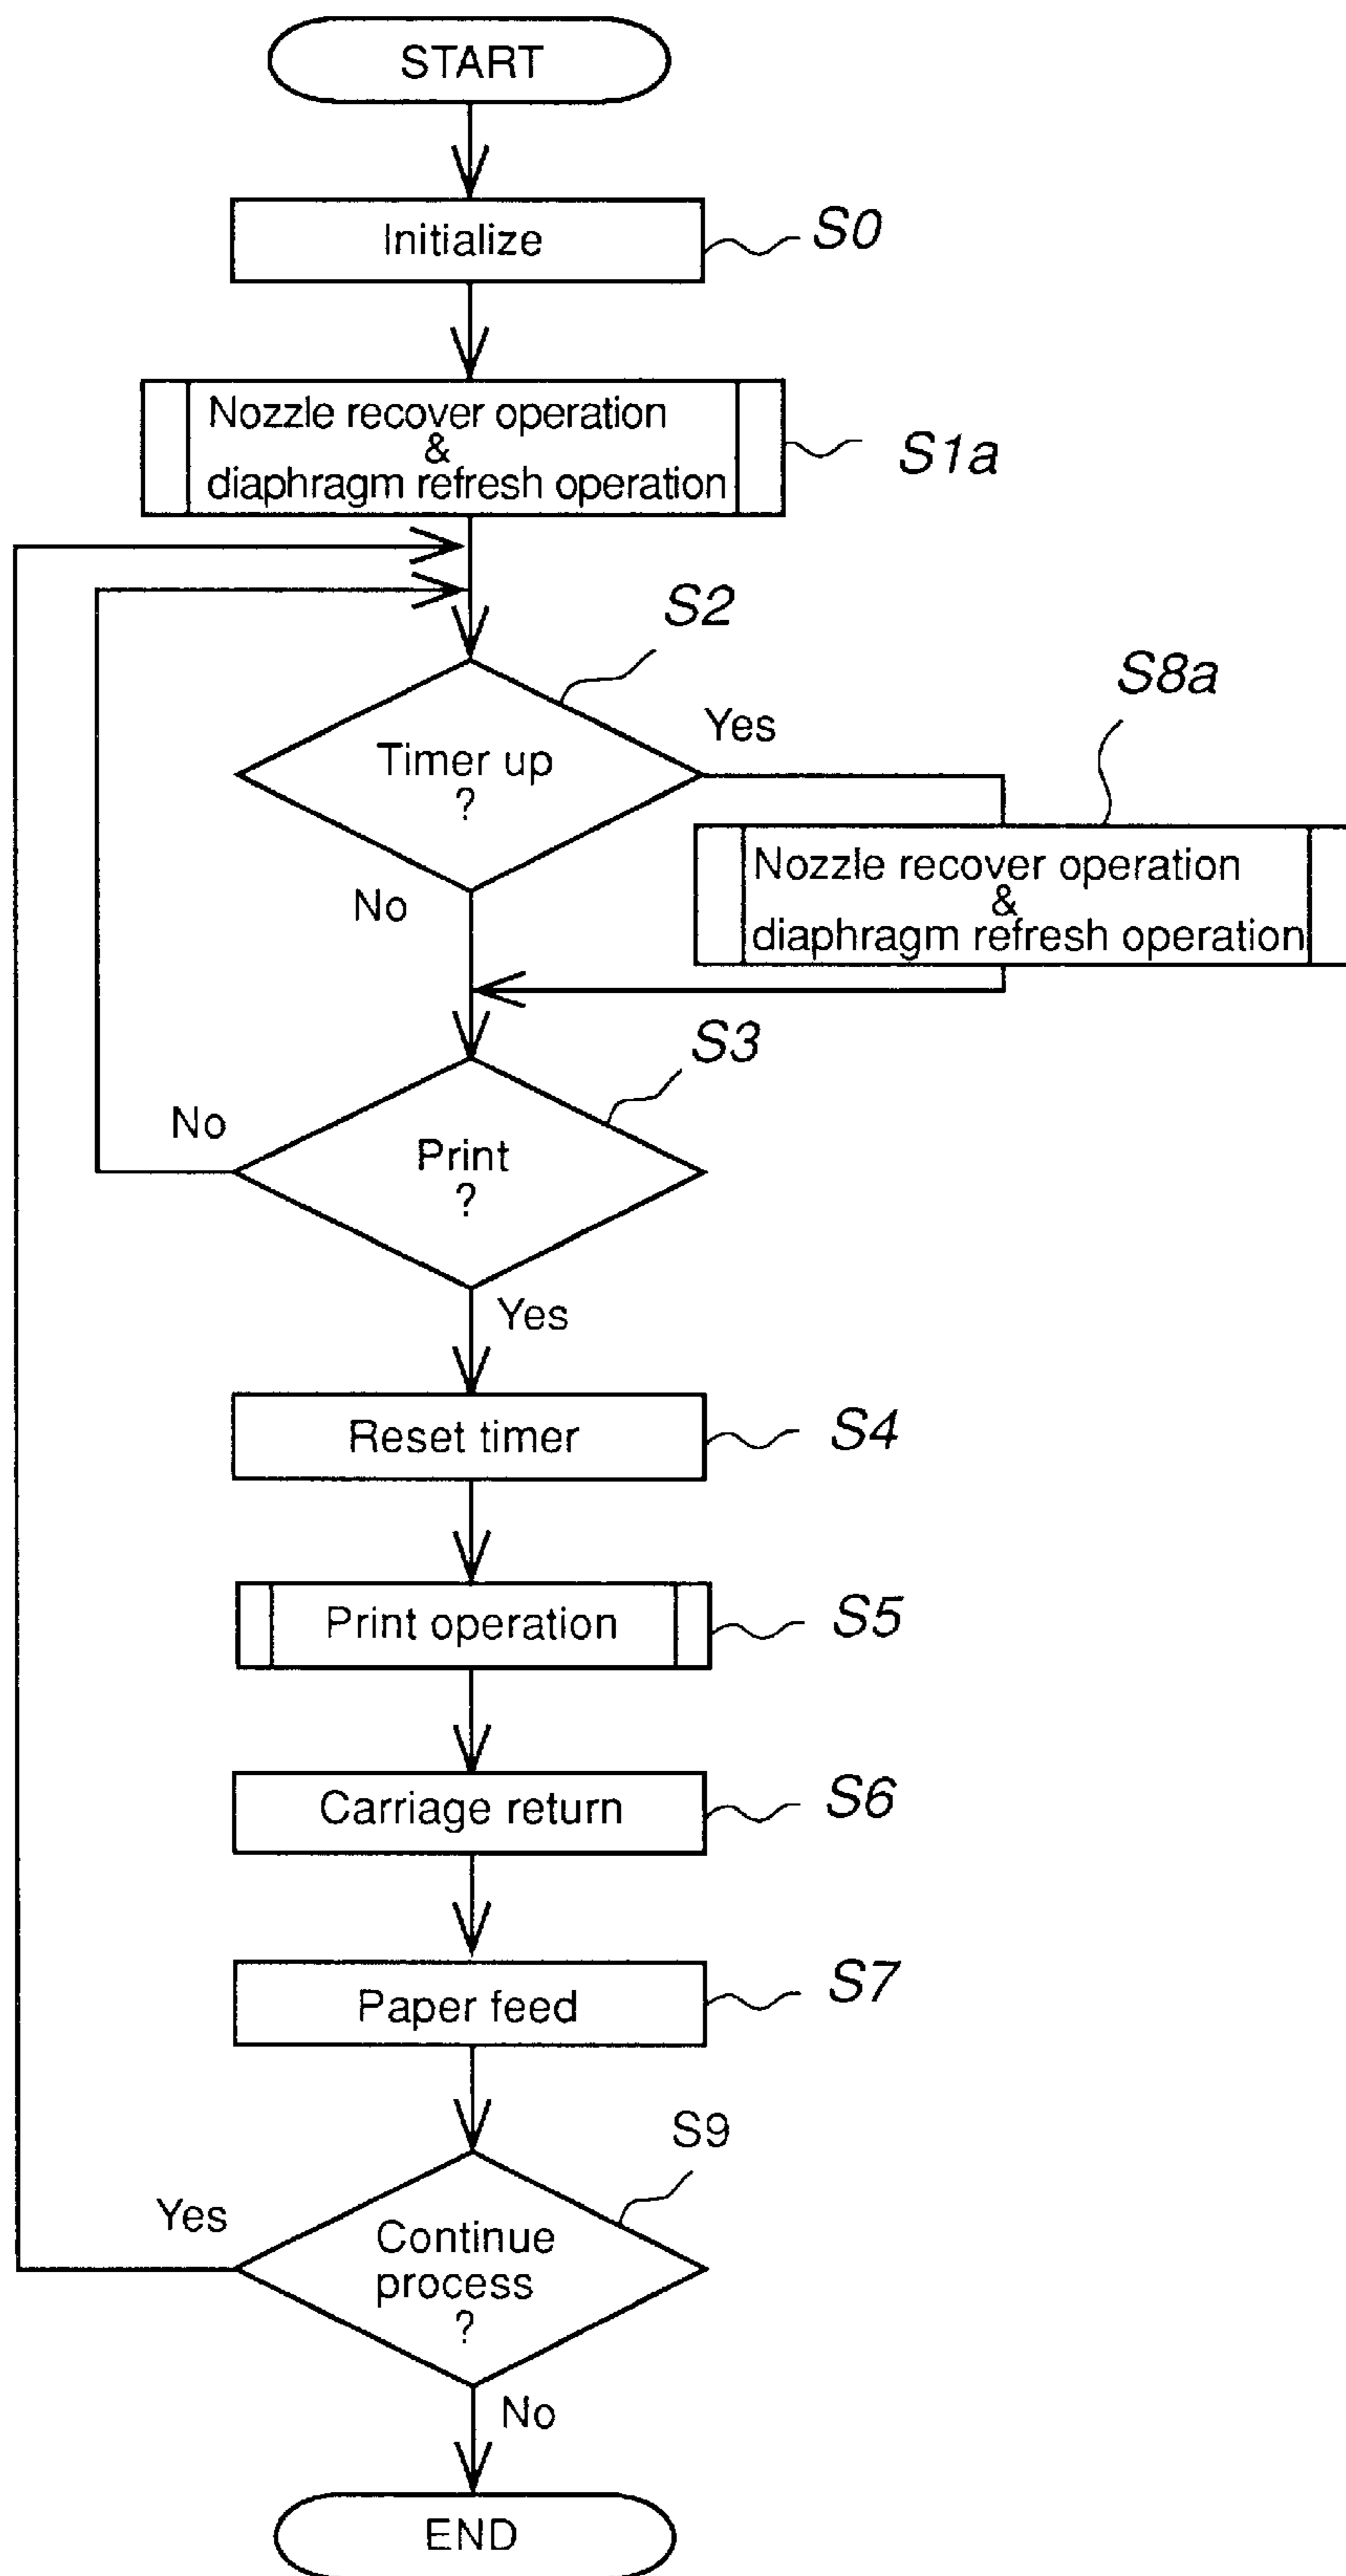 START
Initialize
S0
Nozzle recover operation
&
diaphragm refresh operation
S1a
S2
Timer up
?
Yes
No
S8a
Nozzle recover operation
&
diaphragm refresh operation
S3
Print
?
No
Yes
Reset timer
S4
Print operation
S5
Carriage return
S6
Paper feed
S7
S9
Continue
process
?
Yes
No
END